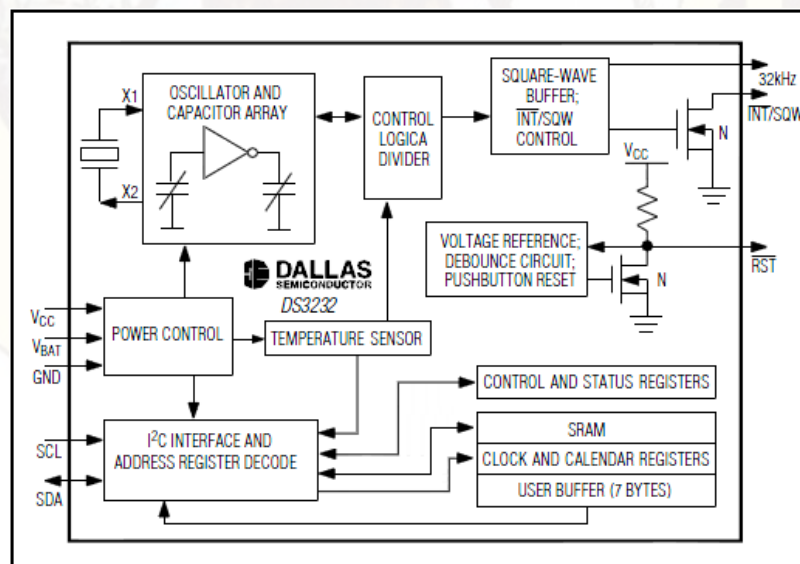 X1
X2
OSCILLATOR AND
CAPACITOR ARRAY
CONTROL
LOGICA
DIVIDER
SQUARE-WAVE
BUFFER;
INT/SQW
CONTROL
32kHz
INT/SQW
N
VCC
VOLTAGE REFERENCE;
DEBOUNCE CIRCUIT;
PUSHBUTTON RESET
N
RST
DALLAS
SEMICONDUCTOR
DS3232
VCC
VBAT
GND
POWER CONTROL
TEMPERATURE SENSOR
SCL
SDA
I²C INTERFACE AND
ADDRESS REGISTER DECODE
CONTROL AND STATUS REGISTERS
SRAM
CLOCK AND CALENDAR REGISTERS
USER BUFFER (7 BYTES)